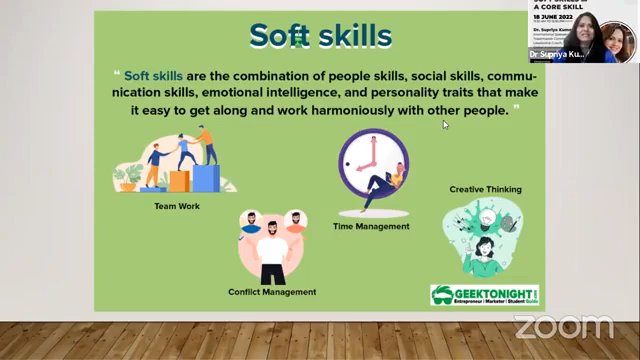 Soft skills
“ Soft skills are the combination of people skills, social skills, commu-
nication skills, emotional intelligence, and personality traits that make
it easy to get along and work harmoniously with other people. ”
Team Work
Conflict Management
Time Management
Creative Thinking
GEEKTONIGHT
Entrepreneur | Marketer | Student Guide
A CORE SKILL
18 JUNE 2022
Dr Supriya Ku...
zoom